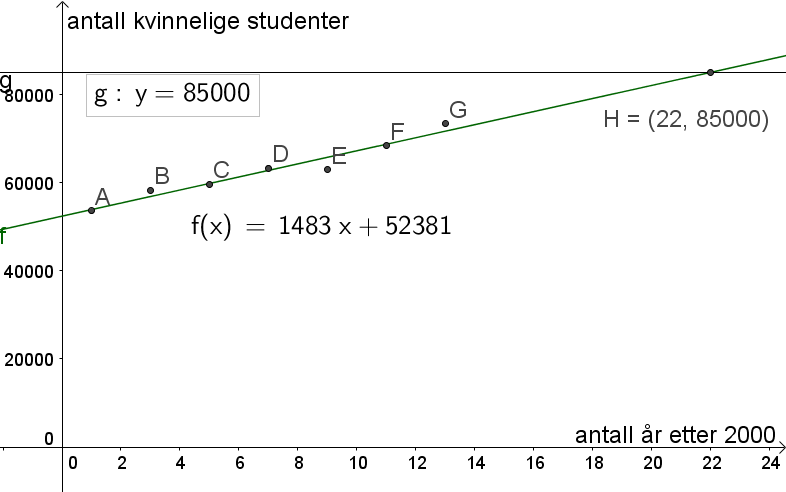 antall kvinnelige studenter
g
g : y = 85000
80000
H = (22, 85000)
G
F
E
D
C
B
A
60000
f(x) = 1483 x + 52381
f
40000
20000
0
antall år etter 2000
0 2 4 6 8 10 12 14 16 18 20 22 24